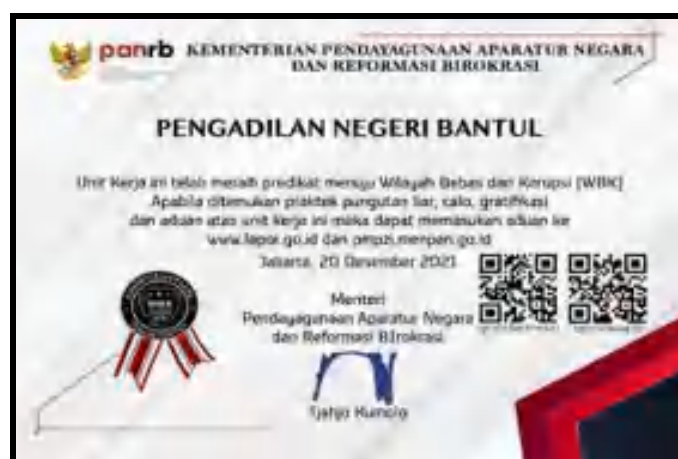 panrb KEMENTERIAN PENDAYAGUNAAN APARATUR NEGARA
DAN REFORMASI BIROKRASI
PENGADILAN NEGERI BANTUL
Unit Kerja ini telah meraih predikat menuju Wilayah Bebas dari Korupsi [WBK]
Apabila ditemukan praktek pungutan liar, calo, gratifikasi
dan aduan atas unit kerja ini maka dapat memasukan aduan ke
www.lapor.go.id dan pmpzi.menpan.go.id
Jakarta, 20 Desember 2021
Menteri
Pendayagunaan Aparatur Negara
dan Reformasi BIrokrasi
Tjahjo Kumolo